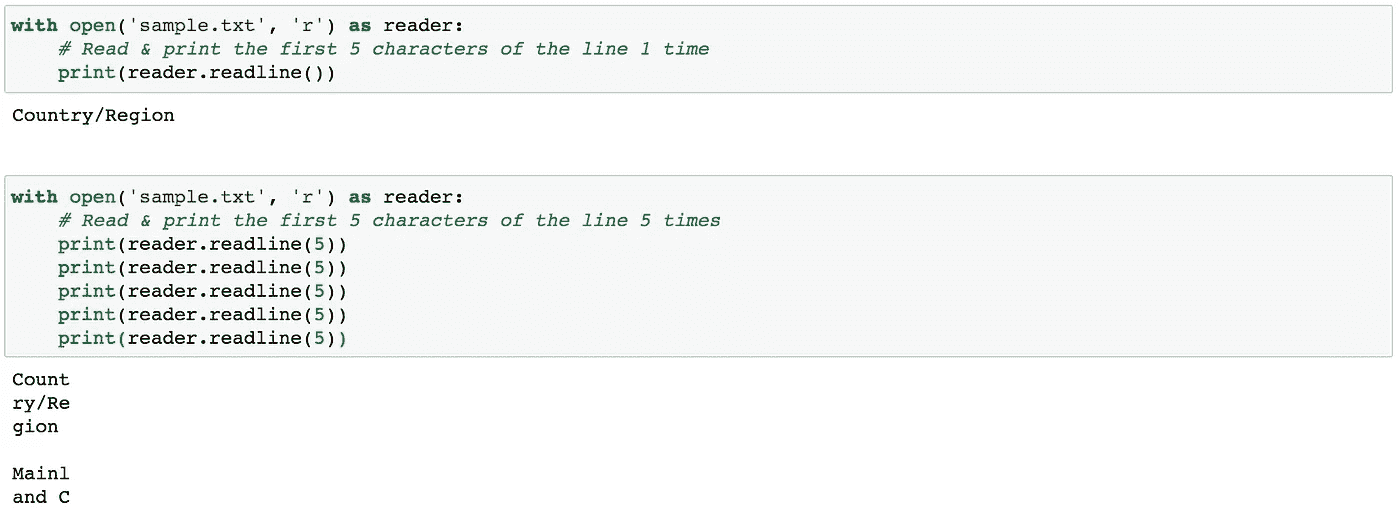 with open('sample.txt', 'r') as reader:
    # Read & print the first 5 characters of the line 1 time
    print(reader.readline())
Country/Region
with open('sample.txt', 'r') as reader:
    # Read & print the first 5 characters of the line 5 times
    print(reader.readline(5))
    print(reader.readline(5))
    print(reader.readline(5))
    print(reader.readline(5))
    print(reader.readline(5))
Count
ry/Re
gion
Mainl
and C